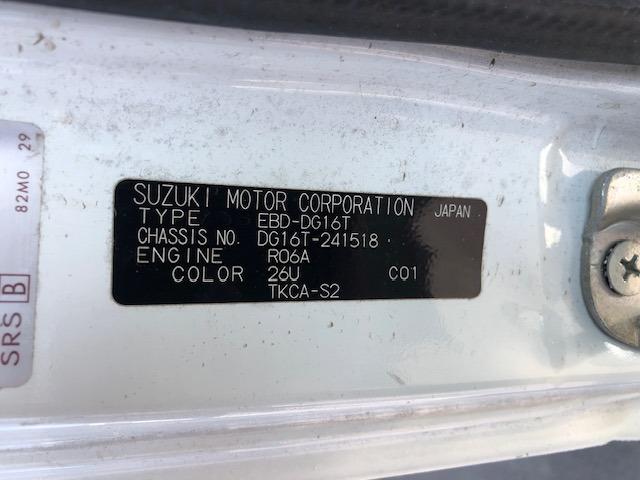 SUZUKI MOTOR CORPORATION JAPAN
TYPE EBD-DG16T
CHASSIS NO. DG16T-241518
ENGINE R06A
COLOR 26U C01
TKCA-S2
82M0 29
SRS B